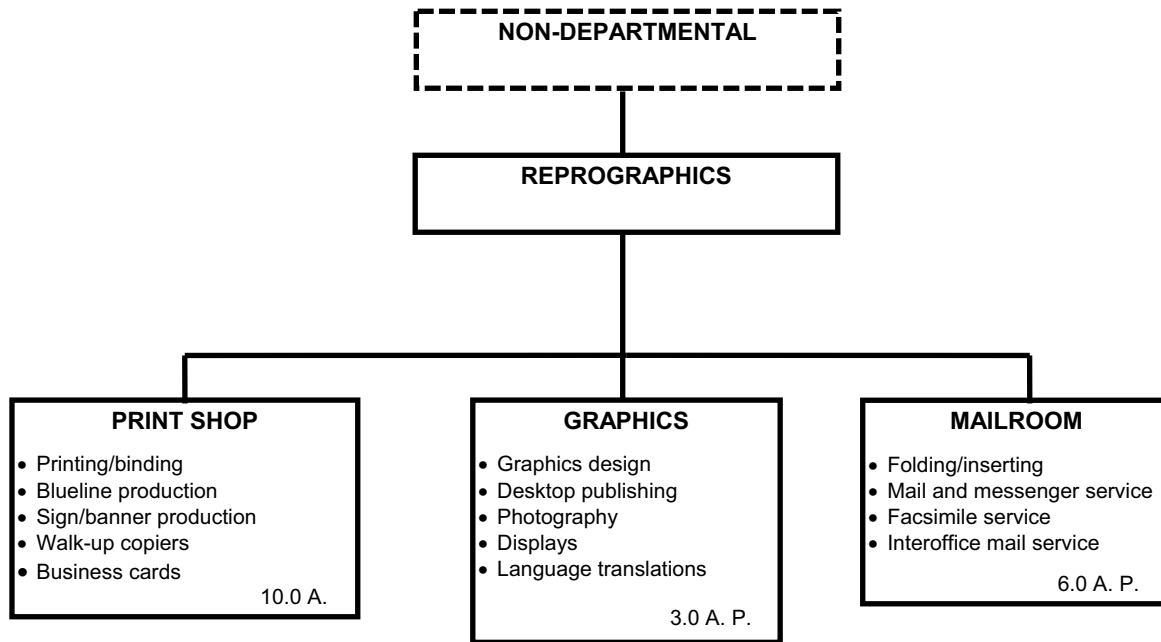 NON-DEPARTMENTAL
REPROGRAPHICS
PRINT SHOP
• Printing/binding
• Blueline production
• Sign/banner production
• Walk-up copiers
• Business cards
10.0 A.
GRAPHICS
• Graphics design
• Desktop publishing
• Photography
• Displays
• Language translations
3.0 A. P.
MAILROOM
• Folding/inserting
• Mail and messenger service
• Facsimile service
• Interoffice mail service
6.0 A. P.